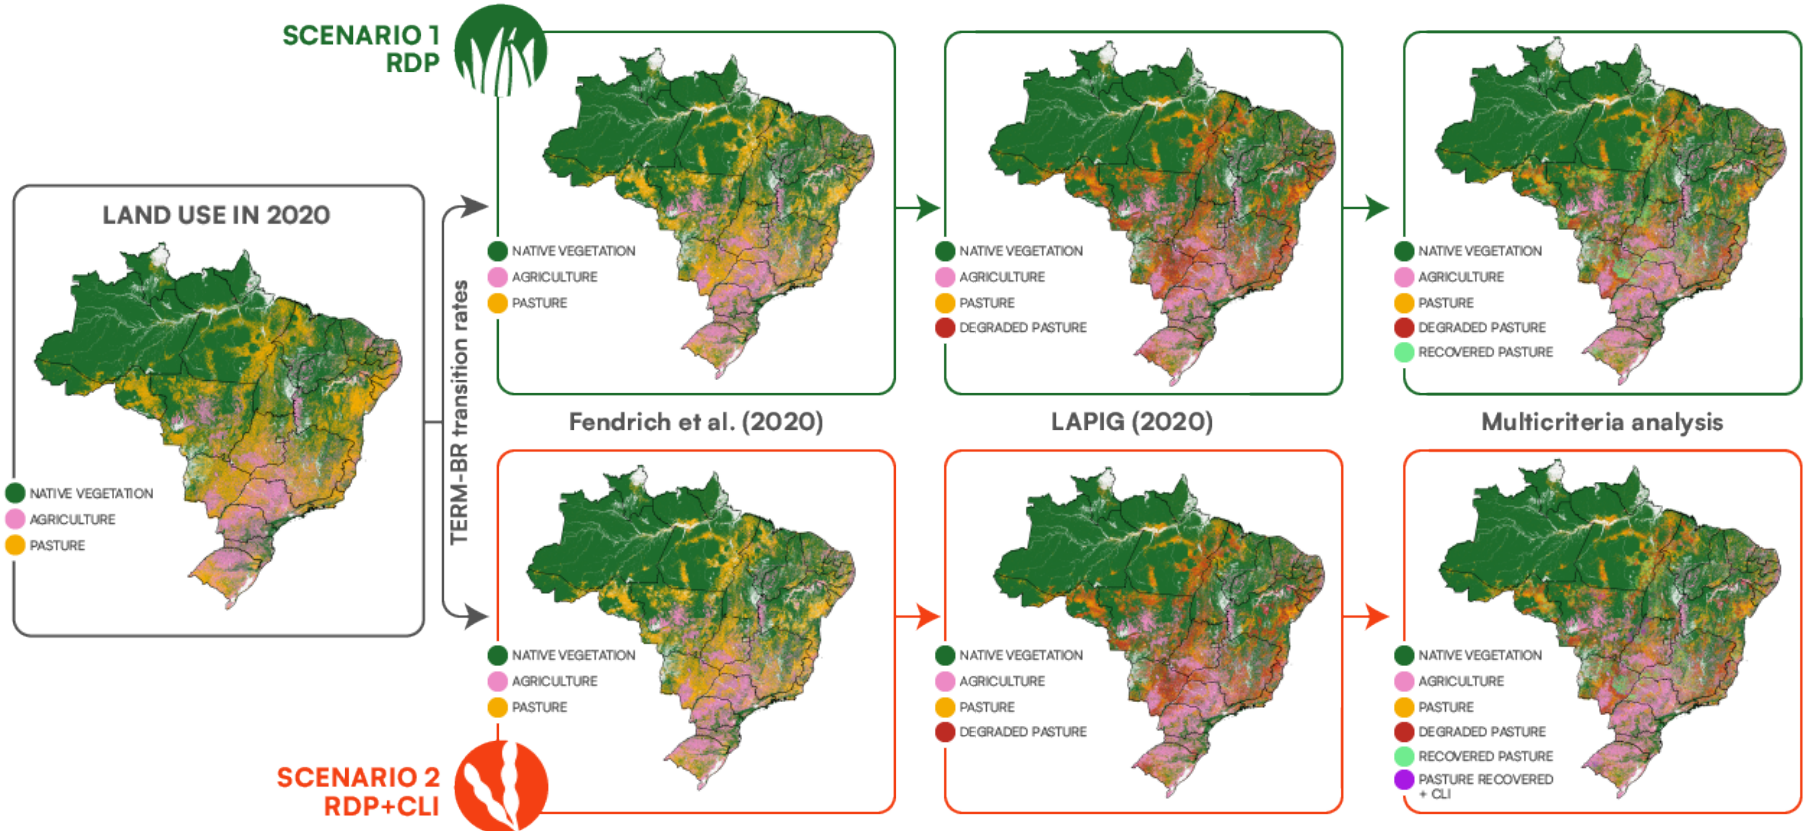 SCENARIO 1
RDP
NATIVE VEGETATION
AGRICULTURE
PASTURE
NATIVE VEGETATION
AGRICULTURE
PASTURE
DEGRADED PASTURE
NATIVE VEGETATION
AGRICULTURE
PASTURE
DEGRADED PASTURE
RECOVERED PASTURE
LAND USE IN 2020
NATIVE VEGETATION
AGRICULTURE
PASTURE
TERM-BR transition rates
Fendrich et al. (2020)
LAPIG (2020)
Multicriteria analysis
NATIVE VEGETATION
AGRICULTURE
PASTURE
NATIVE VEGETATION
AGRICULTURE
PASTURE
DEGRADED PASTURE
NATIVE VEGETATION
AGRICULTURE
PASTURE
DEGRADED PASTURE
RECOVERED PASTURE
PASTURE RECOVERED
+ CLI
SCENARIO 2
RDP+CLI